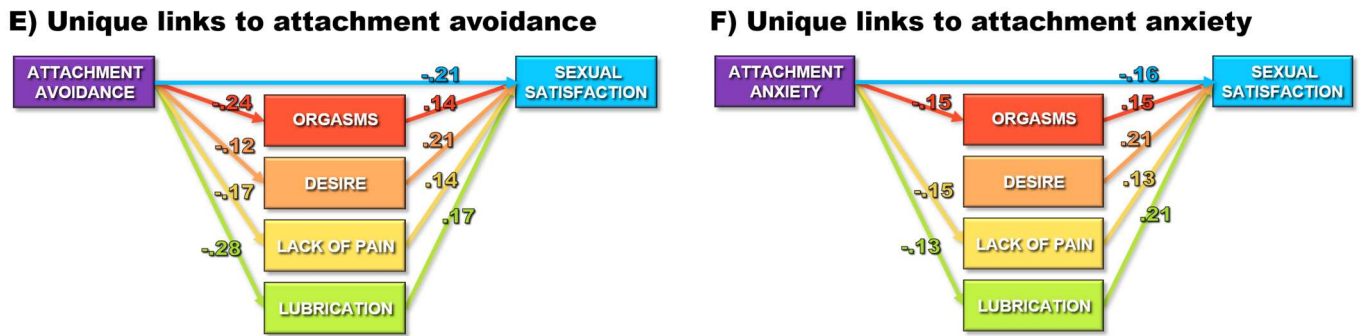 E) Unique links to attachment avoidance
ATTACHMENT
AVOIDANCE
-.21
SEXUAL
SATISFACTION
-.24
.14
ORGASMS
-.12
.21
DESIRE
-.17
.14
LACK OF PAIN
-.28
.17
LUBRICATION
F) Unique links to attachment anxiety
ATTACHMENT
ANXIETY
-.16
SEXUAL
SATISFACTION
-.15
.15
ORGASMS
.21
DESIRE
-.15
.13
LACK OF PAIN
-.13
.21
LUBRICATION